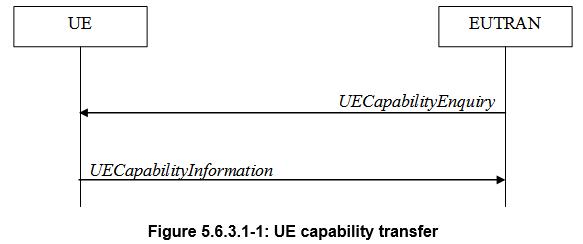 UE
EUTRAN
UECapabilityEnquiry
UECapabilityInformation
Figure 5.6.3.1-1: UE capability transfer